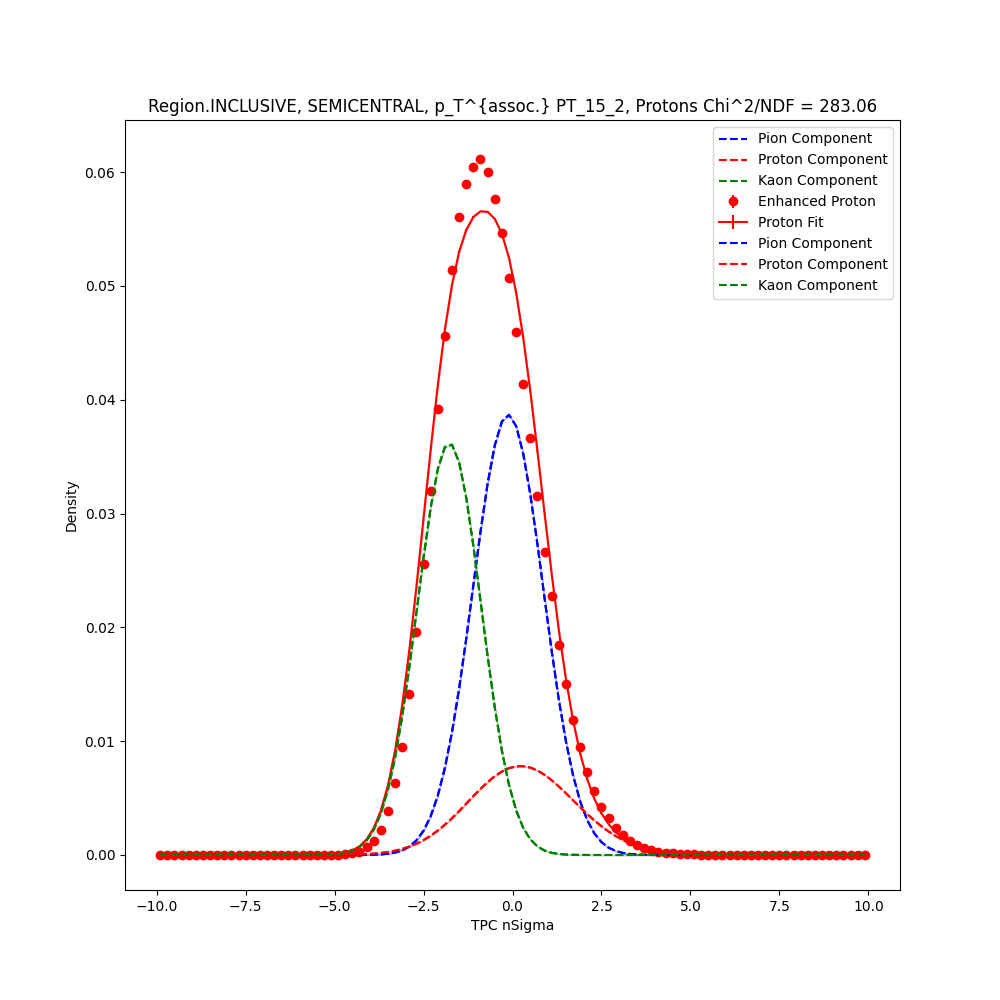 Region.INCLUSIVE, SEMICENTRAL, p_T^{assoc.} PT_15_2, Protons Chi^2/NDF = 283.06
Pion Component
Proton Component
Kaon Component
Enhanced Proton
Proton Fit
Pion Component
Proton Component
Kaon Component
0.06
0.05
0.04
0.03
0.02
0.01
0.00
Density
−10.0
−7.5
−5.0
−2.5
0.0
2.5
5.0
7.5
10.0
TPC nSigma